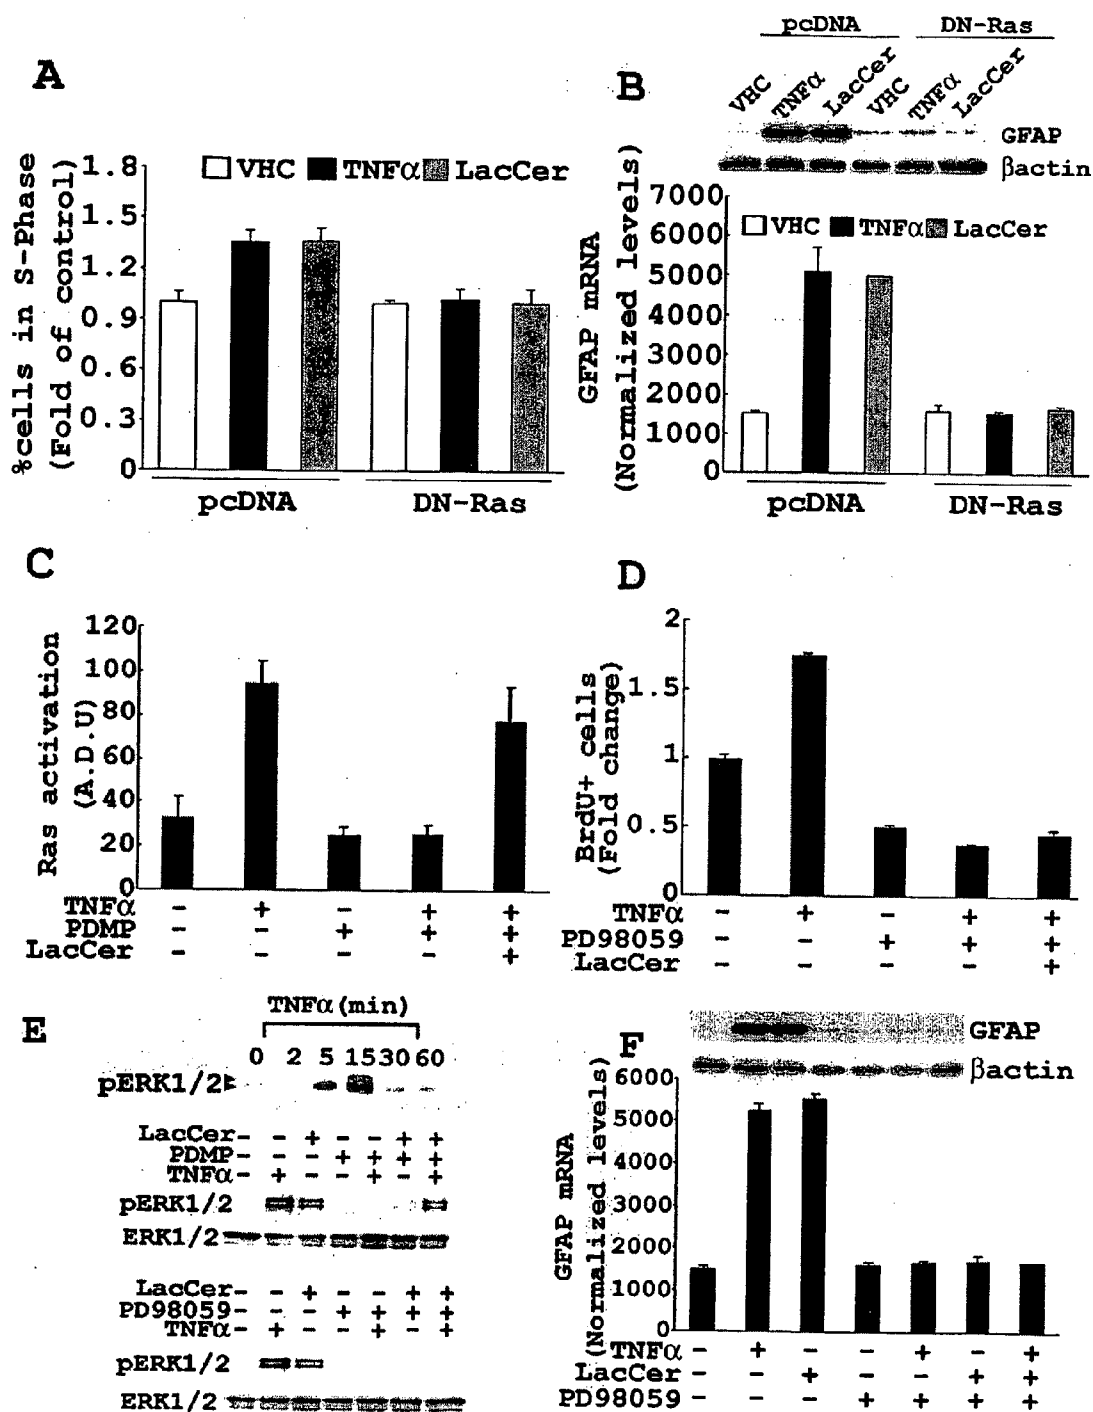 A
%cells in S-Phase
(Fold of control)
1.8
1.5
1.2
0.9
0.6
0.3
0
VHC TNFα LacCer
pcDNA DN-Ras
B
pcDNA DN-Ras
VHC TNFα LacCer VHC TNFα LacCer
GFAP
βactin
GFAP mRNA
(Normalized levels)
7000
6000
5000
4000
3000
2000
1000
0
VHC TNFα LacCer
pcDNA DN-Ras
C
Ras activation
(A.D.U)
120
100
80
60
40
20
0
TNFα - + - + +
PDMP - - + + +
LacCer - - - - +
D
BrdU+ cells
(Fold change)
2
1.5
1
0.5
0
TNFα - + - + +
PD98059 - - + + +
LacCer - - - - +
E
TNFα(min)
0 2 5 15 30 60
pERK1/2
LacCer - - + - - + +
PDMP - - - + + + +
TNFα - + - - + - +
pERK1/2
ERK1/2
LacCer - - + - - + +
PD98059 - - - + + + +
TNFα - + - - + - +
pERK1/2
ERK1/2
F
GFAP
βactin
GFAP mRNA
(Normalized levels)
6000
5000
4000
3000
2000
1000
0
TNFα - + - - + - +
LacCer - - + - - + +
PD98059 - - - + + + +